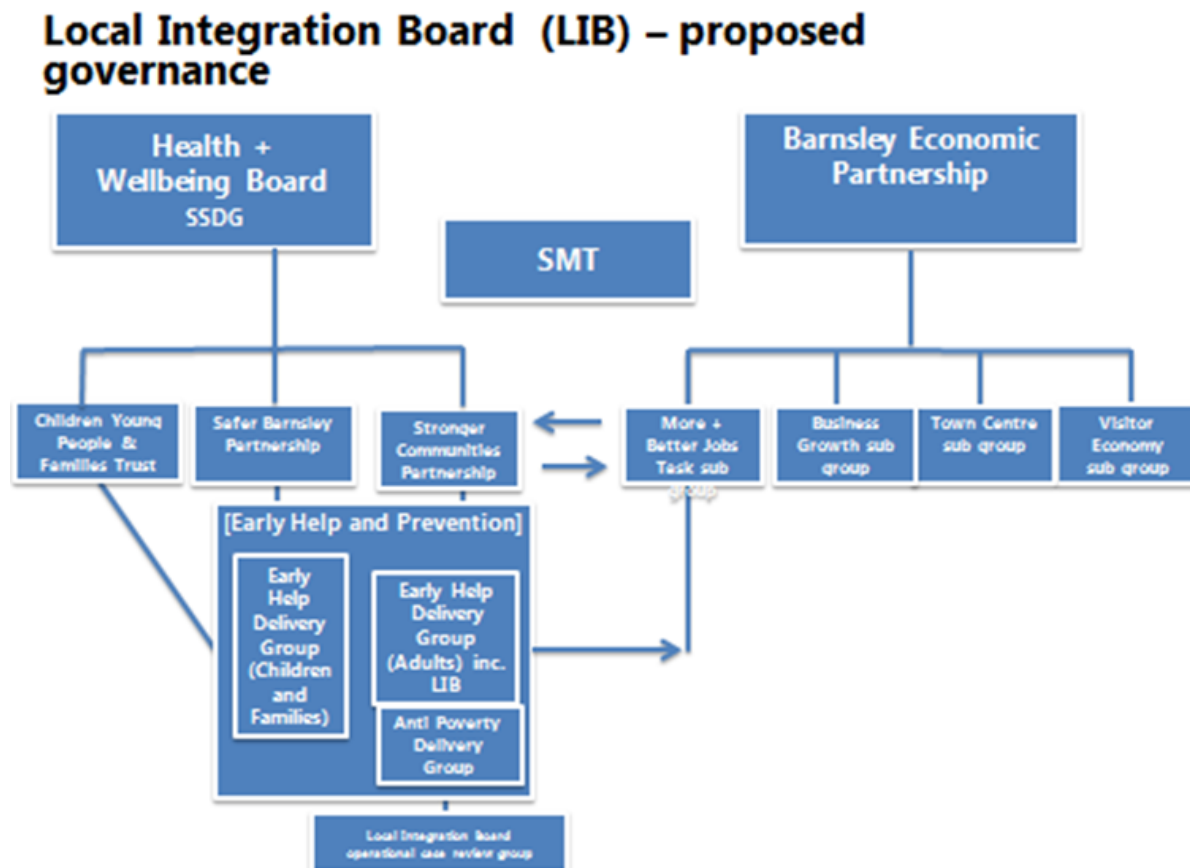 Local Integration Board (LIB) – proposed
governance
Health +
Wellbeing Board
SSDG
Barnsley Economic
Partnership
SMT
Children Young
People &
Families Trust
Safer Barnsley
Partnership
Stronger
Communities
Partnership
More +
Better Jobs
Task sub
group
Business
Growth sub
group
Town Centre
sub group
Visitor
Economy
sub group
[Early Help and Prevention]
Early
Help
Delivery
Group
(Children
and
Families)
Early Help
Delivery
Group
(Adults) inc.
LIB
Anti Poverty
Delivery
Group
Local Integration Board
operational case review group